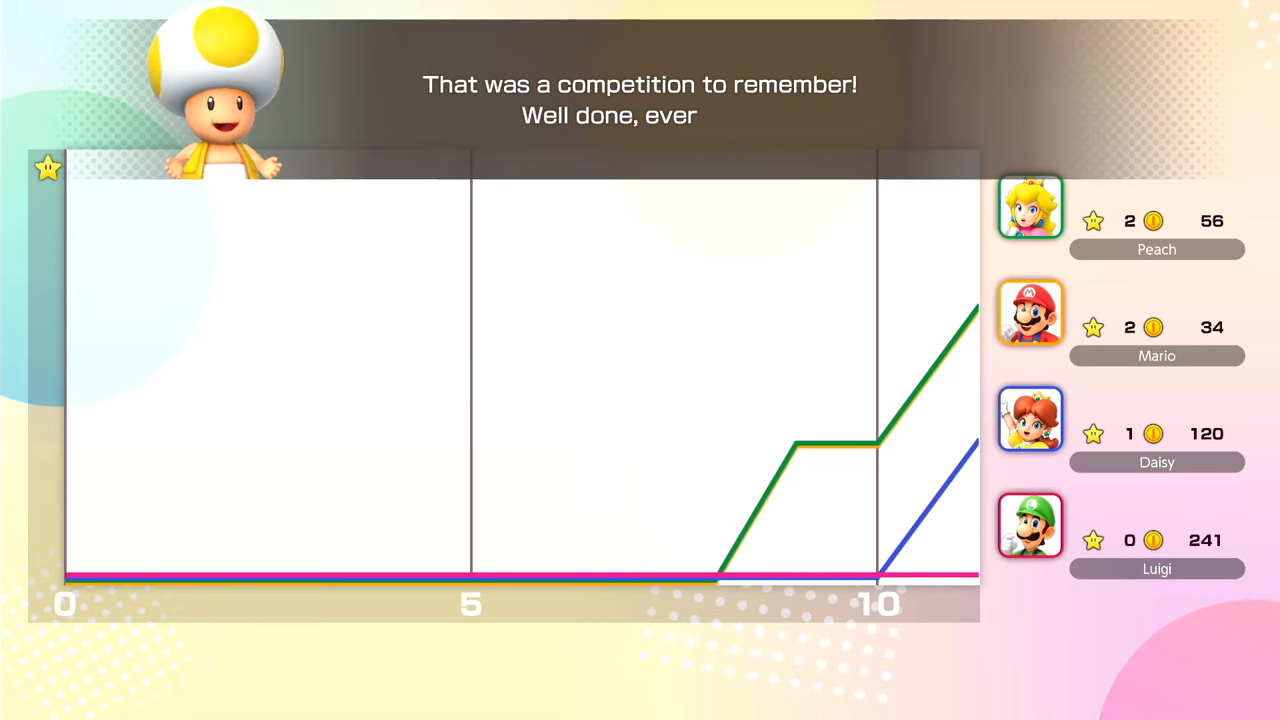 That was a competition to remember!
Well done, ever
2 56
Peach
2 34
Mario
1 120
Daisy
0 241
Luigi
0 5 10